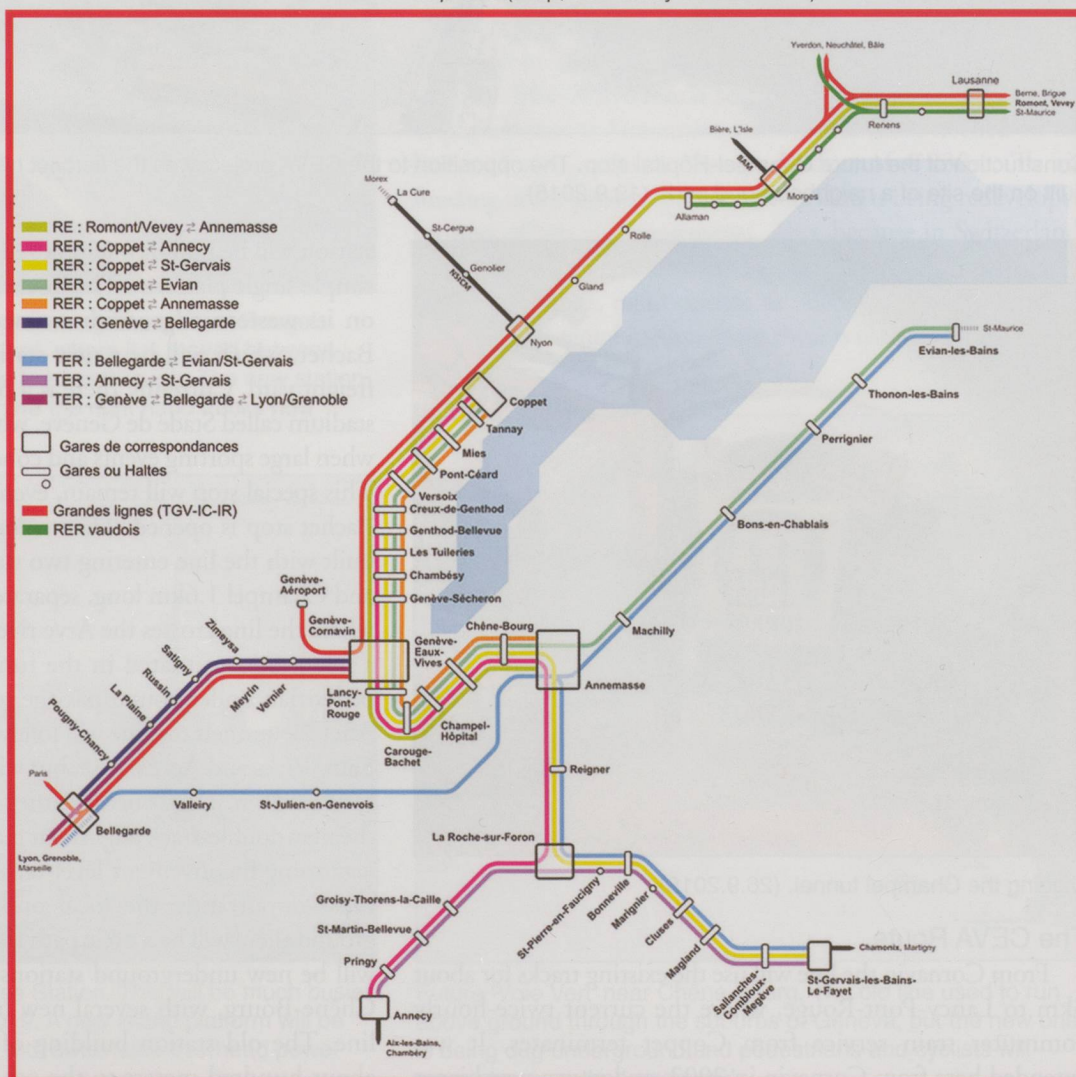 Yverdon, Neuchâtel, Bâle
Lausanne
Berne, Brigue
Romont, Vevey
St-Maurice
Renens
Bière, L'Isle
BAM
Morges
Allaman
Morex
La Cure
St-Cergue
Genolier
NStCM
Rolle
Gland
Nyon
RE : Romont/Vevey ⇄ Annemasse
RER : Coppet ⇄ Annecy
RER : Coppet ⇄ St-Gervais
RER : Coppet ⇄ Evian
RER : Coppet ⇄ Annemasse
RER : Genève ⇄ Bellegarde
TER : Bellegarde ⇄ Evian/St-Gervais
TER : Annecy ⇄ St-Gervais
TER : Genève ⇄ Bellegarde ⇄ Lyon/Grenoble
Gares de correspondances
Gares ou Haltes
Grandes lignes (TGV-IC-IR)
RER vaudois
St-Maurice
Evian-les-Bains
Thonon-les-Bains
Perrignier
Bons-en-Chablais
Machilly
Coppet
Tannay
Mies
Pont-Céard
Versoix
Creux-de-Genthod
Genthod-Bellevue
Les Tuileries
Chambésy
Genève-Sécheron
Genève-
Aéroport
Genève-
Cornavin
Chêne-Bourg
Genève-
Eaux-
Vives
Annemasse
Zimeysa
Satigny
Russin
La Plaine
Pougny-Chancy
Meyrin
Vernier
Lancy-
Pont-
Rouge
Carouge-
Bachet
Champel-
Hôpital
Paris
Bellegarde
Lyon, Grenoble,
Marseille
Valleiry
St-Julien-en-Genevois
Reigner
La Roche-sur-Foron
Groisy-Thorens-la-Caille
St-Martin-Bellevue
Pringy
Annecy
Aix-les-Bains,
Chambéry
St-Pierre-en-Faucigny
Bonneville
Marignier
Cluses
Magland
Sallanches-
Combloux-
Megève
St-Gervais-les-Bains-
Le-Fayet
Chamonix, Martigny